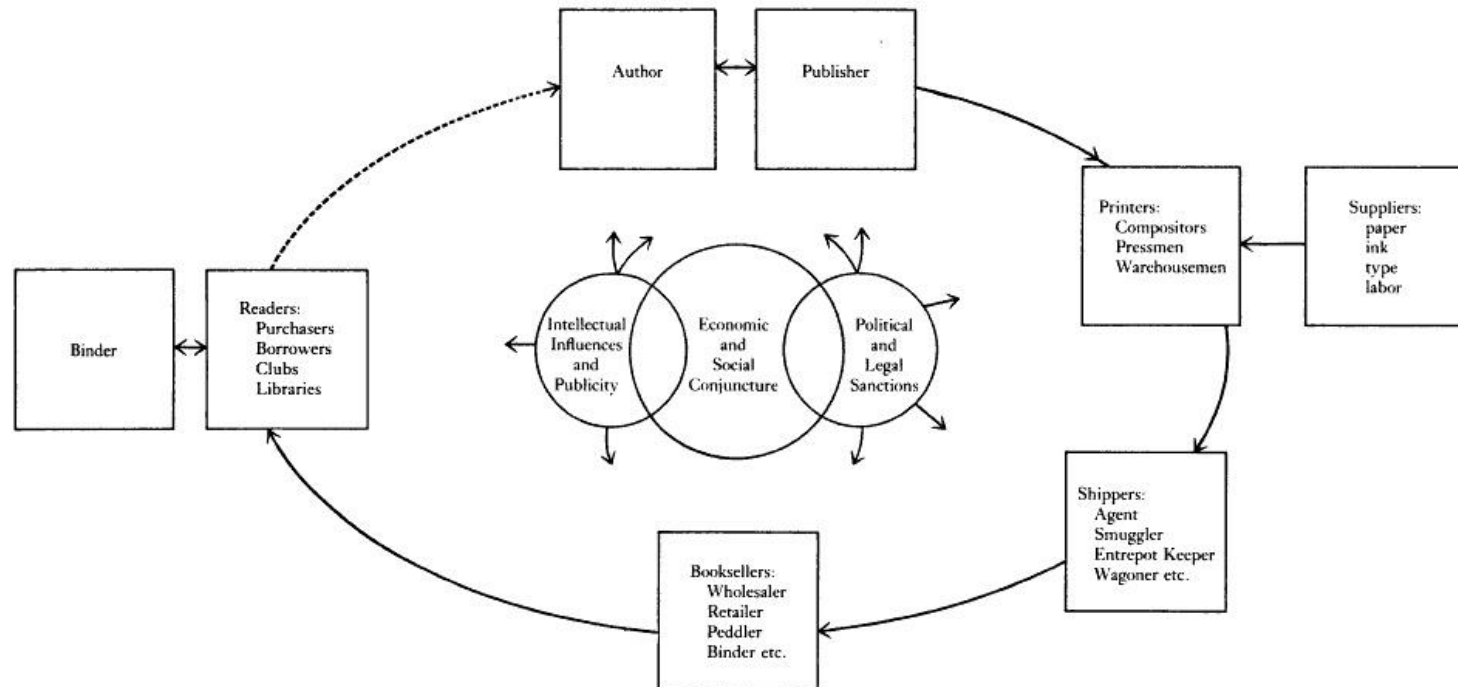 Author
Publisher
Printers:
Compositors
Pressmen
Warehousemen
Suppliers:
paper
ink
type
labor
Binder
Readers:
Purchasers
Borrowers
Clubs
Libraries
Intellectual
Influences
and
Publicity
Economic
and
Social
Conjuncture
Political
and
Legal
Sanctions
Shippers:
Agent
Smuggler
Entrepot Keeper
Wagoner etc.
Booksellers:
Wholesaler
Retailer
Peddler
Binder etc.